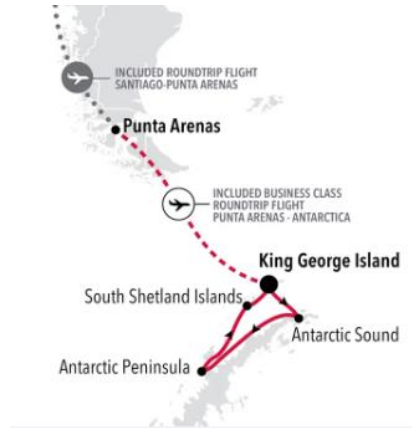 INCLUDED ROUNDTRIP FLIGHT
SANTIAGO-PUNTA ARENAS
Punta Arenas
INCLUDED BUSINESS CLASS
ROUNDTRIP FLIGHT
PUNTA ARENAS - ANTARCTICA
King George Island
South Shetland Islands
Antarctic Sound
Antarctic Peninsula